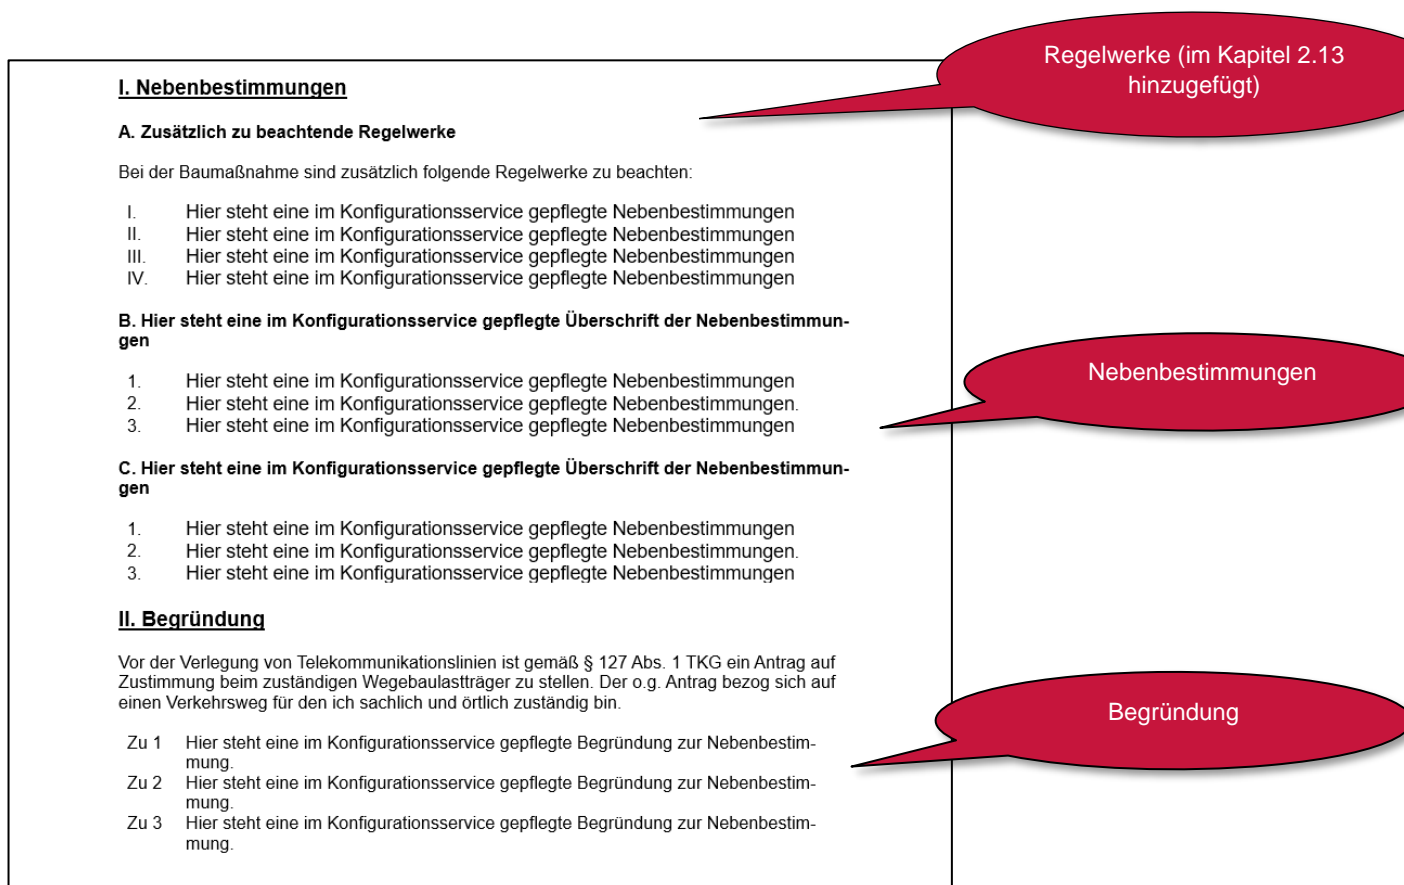 Regelwerke (im Kapitel 2.13
hinzugefügt)
I. Nebenbestimmungen
A. Zusätzlich zu beachtende Regelwerke
Bei der Baumaßnahme sind zusätzlich folgende Regelwerke zu beachten:
I. Hier steht eine im Konfigurationsservice gepflegte Nebenbestimmungen
II. Hier steht eine im Konfigurationsservice gepflegte Nebenbestimmungen
III. Hier steht eine im Konfigurationsservice gepflegte Nebenbestimmungen
IV. Hier steht eine im Konfigurationsservice gepflegte Nebenbestimmungen
B. Hier steht eine im Konfigurationsservice gepflegte Überschrift der Nebenbestimmun-
gen
Nebenbestimmungen
1. Hier steht eine im Konfigurationsservice gepflegte Nebenbestimmungen
2. Hier steht eine im Konfigurationsservice gepflegte Nebenbestimmungen.
3. Hier steht eine im Konfigurationsservice gepflegte Nebenbestimmungen
C. Hier steht eine im Konfigurationsservice gepflegte Überschrift der Nebenbestimmun-
gen
1. Hier steht eine im Konfigurationsservice gepflegte Nebenbestimmungen
2. Hier steht eine im Konfigurationsservice gepflegte Nebenbestimmungen.
3. Hier steht eine im Konfigurationsservice gepflegte Nebenbestimmungen
II. Begründung
Vor der Verlegung von Telekommunikationslinien ist gemäß § 127 Abs. 1 TKG ein Antrag auf
Zustimmung beim zuständigen Wegebaulastträger zu stellen. Der o.g. Antrag bezog sich auf
einen Verkehrsweg für den ich sachlich und örtlich zuständig bin.
Begründung
Zu 1 Hier steht eine im Konfigurationsservice gepflegte Begründung zur Nebenbestim-
mung.
Zu 2 Hier steht eine im Konfigurationsservice gepflegte Begründung zur Nebenbestim-
mung.
Zu 3 Hier steht eine im Konfigurationsservice gepflegte Begründung zur Nebenbestim-
mung.